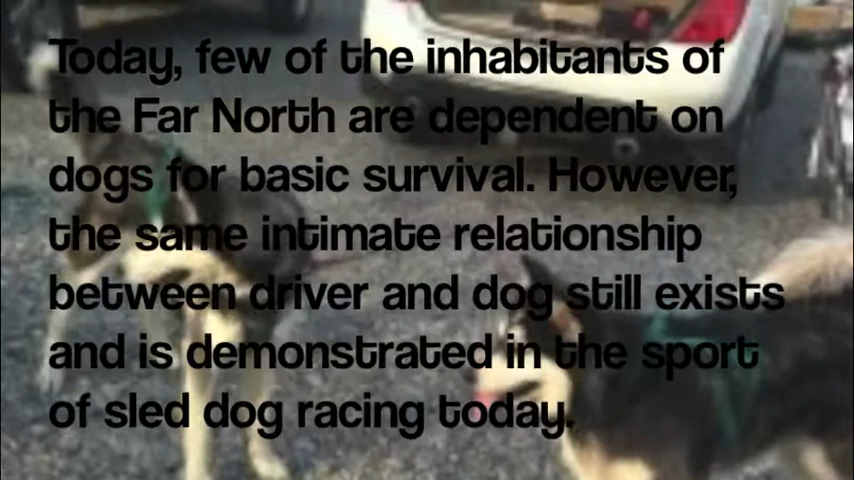 Today, few of the inhabitants of
the Far North are dependent on
dogs for basic survival. However,
the same intimate relationship
between driver and dog still exists
and is demonstrated in the sport
of sled dog racing today.